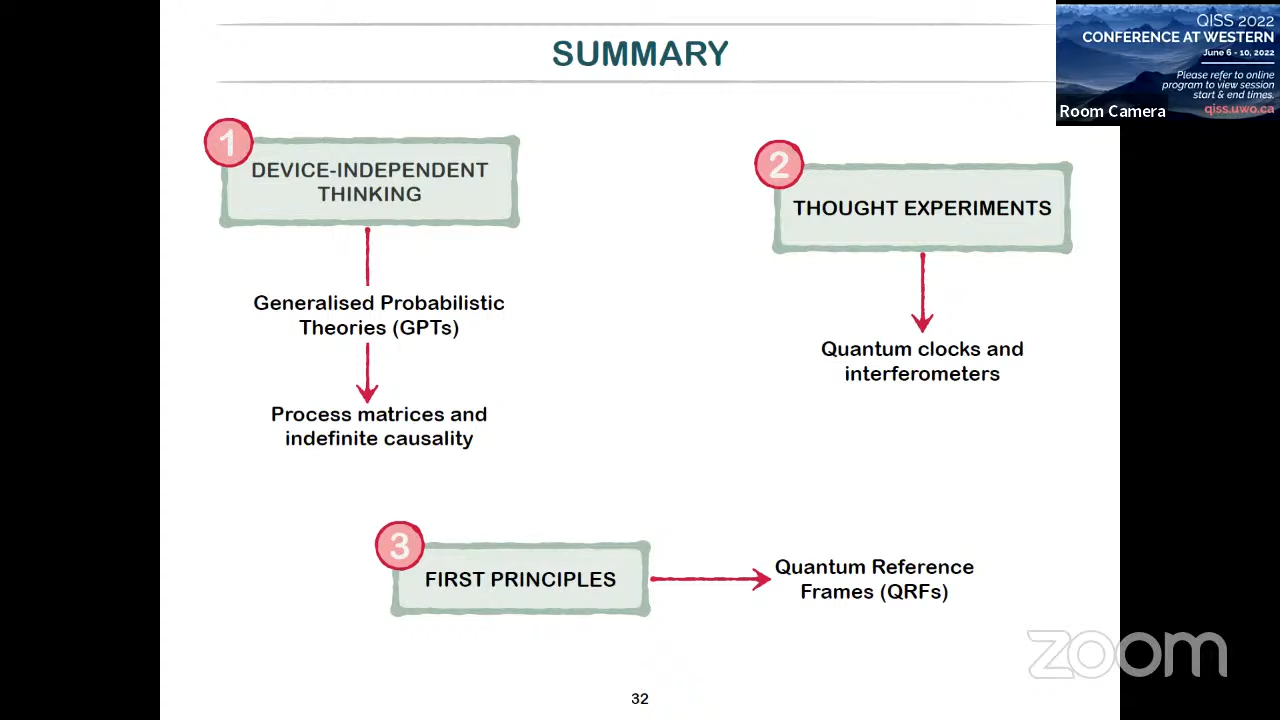 SUMMARY
QISS 2022
CONFERENCE AT WESTERN
June 6 - 10, 2022
Please refer to online
program to view session
start & end times.
qiss.uwo.ca
Room Camera
1
DEVICE-INDEPENDENT
THINKING
Generalised Probabilistic
Theories (GPTs)
Process matrices and
indefinite causality
2
THOUGHT EXPERIMENTS
Quantum clocks and
interferometers
3
FIRST PRINCIPLES
Quantum Reference
Frames (QRFs)
zoom
32